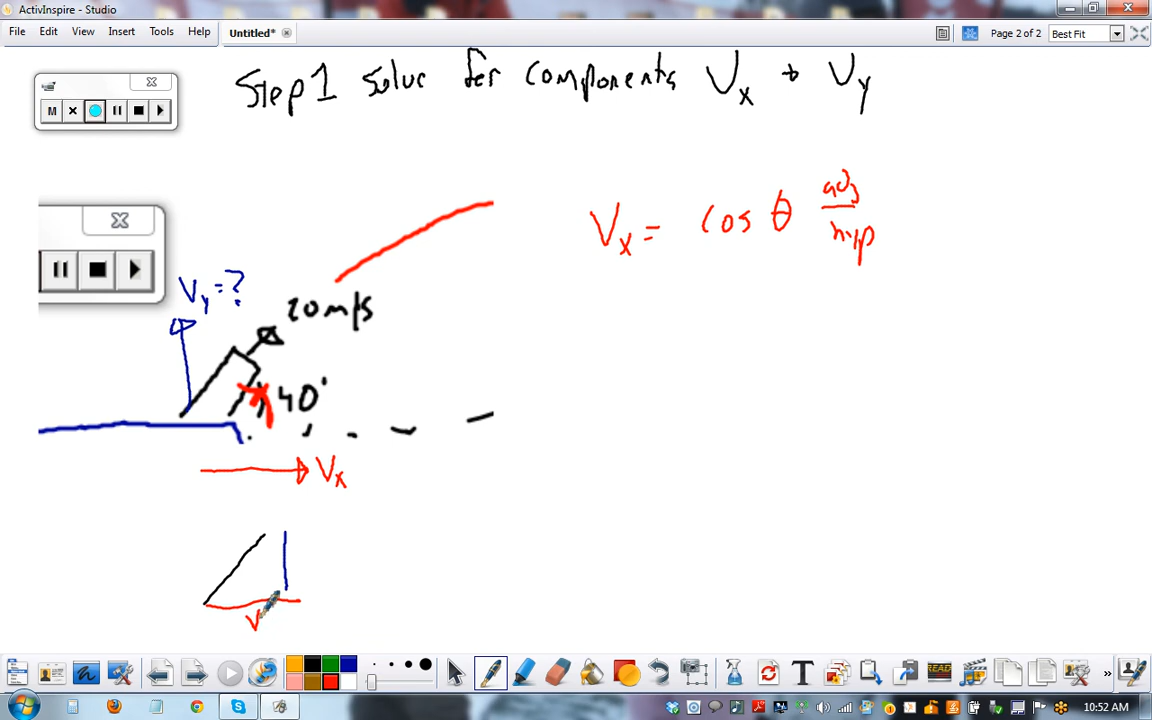 ActivInspire - Studio
File Edit View Insert Tools Help Untitled* Page 2 of 2 Best Fit
Step 1 solve for components Vx + Vy
M
Vx = cos θ adj/hyp
Vy = ?
20 m/s
40°
Vx
V
T
READ
»
10:52 AM